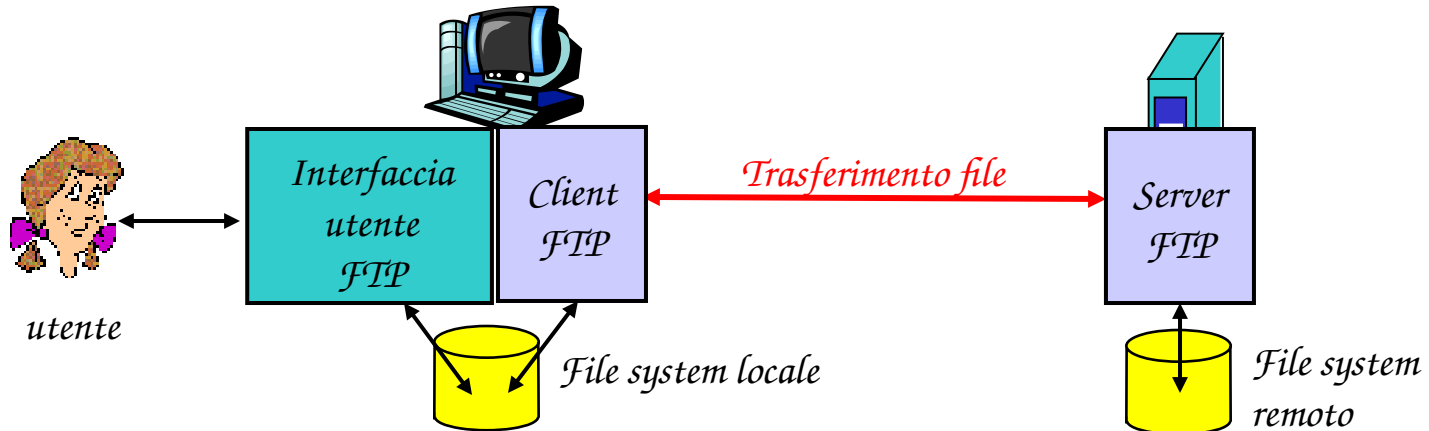 Interfaccia
utente
FTP
Client
FTP
Trasferimento file
Server
FTP
utente
File system locale
File system
remoto